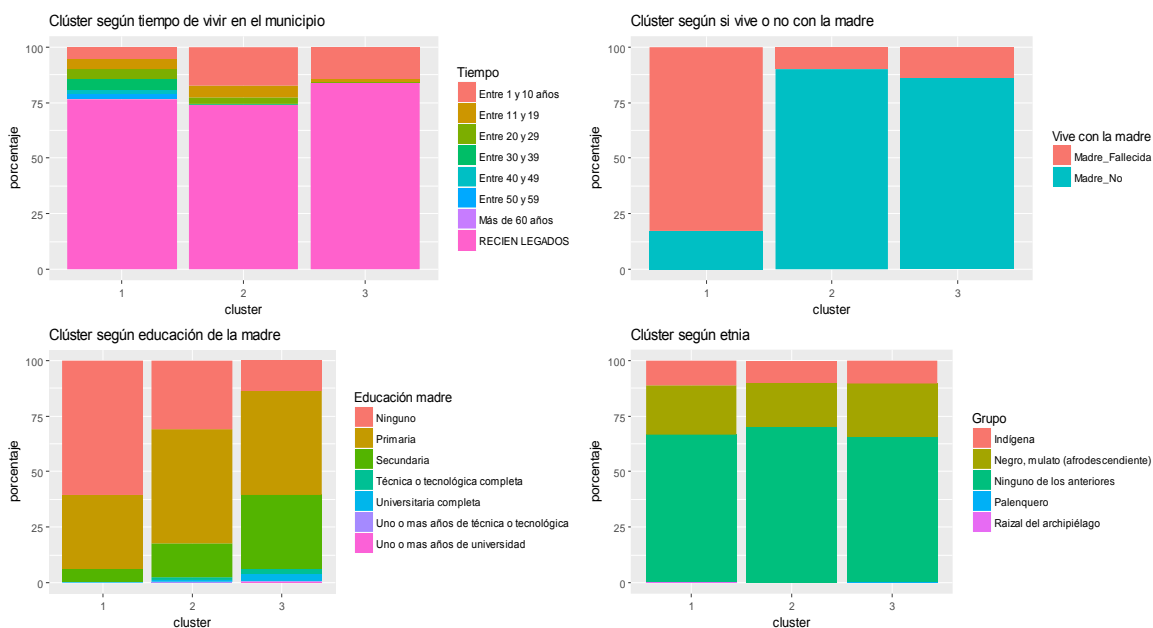 Clúster según tiempo de vivir en el municipio
100
75
50
25
0
porcentaje
1 2 3
cluster
Tiempo
Entre 1 y 10 años
Entre 11 y 19
Entre 20 y 29
Entre 30 y 39
Entre 40 y 49
Entre 50 y 59
Más de 60 años
RECIEN LEGADOS
Clúster según si vive o no con la madre
100
75
50
25
0
porcentaje
1 2 3
cluster
Vive con la madre
Madre_Fallecida
Madre_No
Clúster según educación de la madre
100
75
50
25
0
porcentaje
1 2 3
cluster
Educación madre
Ninguno
Primaria
Secundaria
Técnica o tecnológica completa
Universitaria completa
Uno o mas años de técnica o tecnológica
Uno o mas años de universidad
Clúster según etnia
100
75
50
25
0
porcentaje
1 2 3
cluster
Grupo
Indígena
Negro, mulato (afrodescendiente)
Ninguno de los anteriores
Palenquero
Raizal del archipiélago